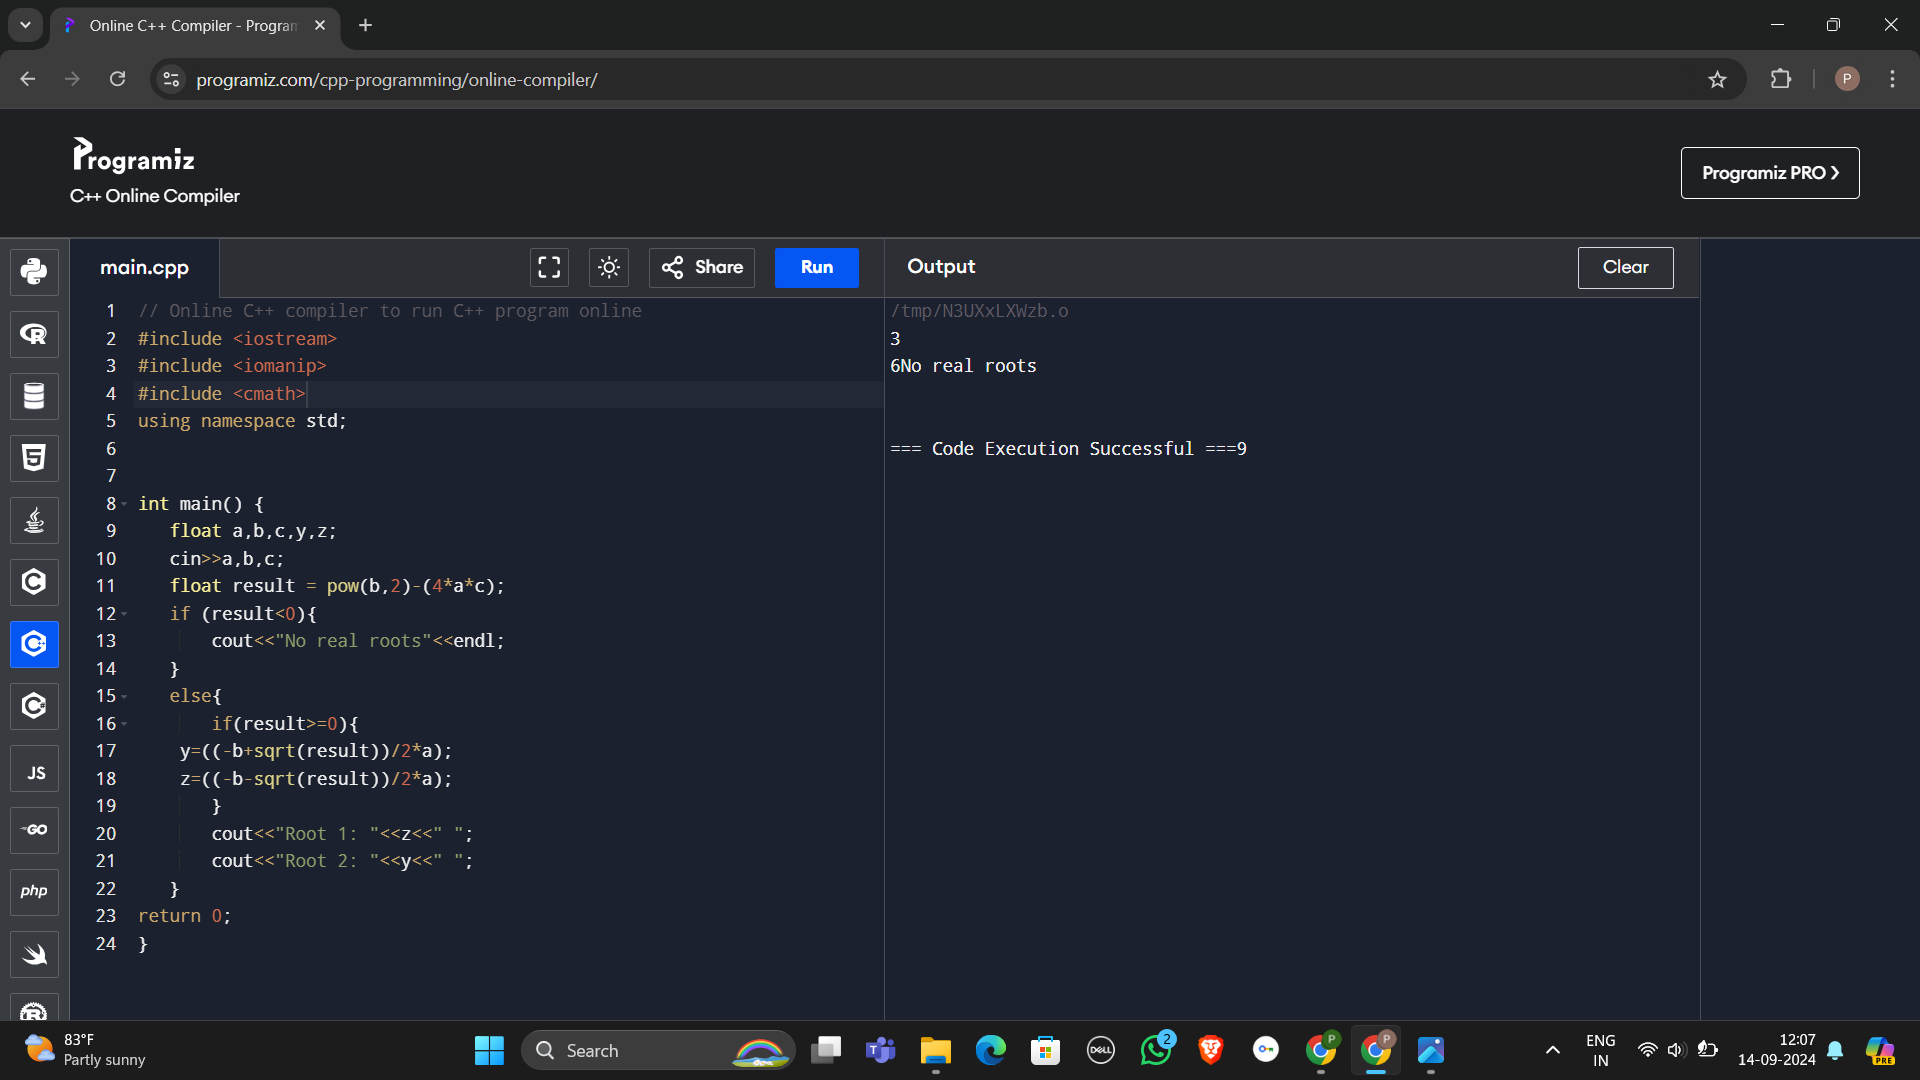 Online C++ Compiler - Program
programiz.com/cpp-programming/online-compiler/
P
Programiz
C++ Online Compiler
Programiz PRO ❯
main.cpp
Share
Run
Output
Clear
1 // Online C++ compiler to run C++ program online
2 #include <iostream>
3 #include <iomanip>
4 #include <cmath>
5 using namespace std;
6
7
8 int main() {
9 float a,b,c,y,z;
10 cin>>a,b,c;
11 float result = pow(b,2)-(4*a*c);
12 if (result<0){
13 cout<<"No real roots"<<endl;
14 }
15 else{
16 if(result>=0){
17 y=((-b+sqrt(result))/2*a);
18 z=((-b-sqrt(result))/2*a);
19 }
20 cout<<"Root 1: "<<z<<" ";
21 cout<<"Root 2: "<<y<<" ";
22 }
23 return 0;
24 }
/tmp/N3UXxLXWzb.o
3
6No real roots
=== Code Execution Successful ===9
R
5
C
C
C
JS
GO
php
R
83°F
Partly sunny
Search
T
DELL
2
P
P
PRE
ENG
IN
12:07
14-09-2024